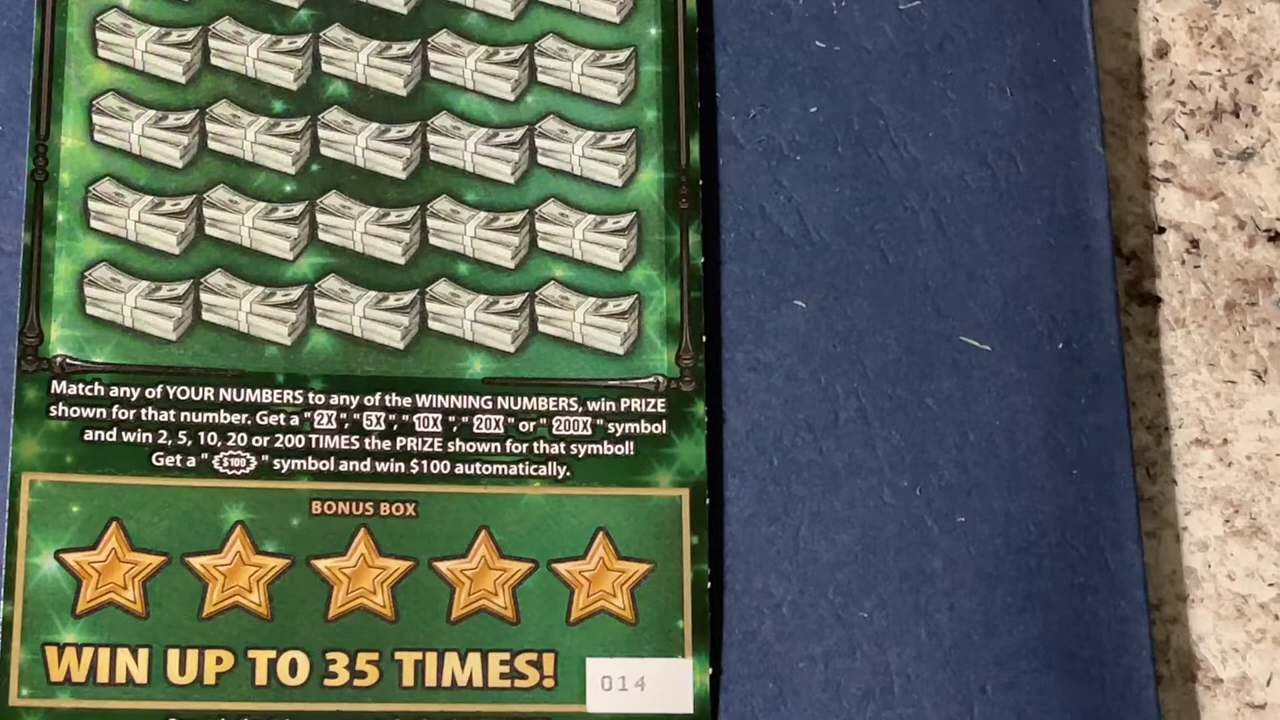 Match any of YOUR NUMBERS to any of the WINNING NUMBERS, win PRIZE
shown for that number. Get a "2X", "5X", "10X", "20X" or "200X" symbol
and win 2, 5, 10, 20 or 200 TIMES the PRIZE shown for that symbol!
Get a "$100" symbol and win $100 automatically.
BONUS BOX
WIN UP TO 35 TIMES!
014